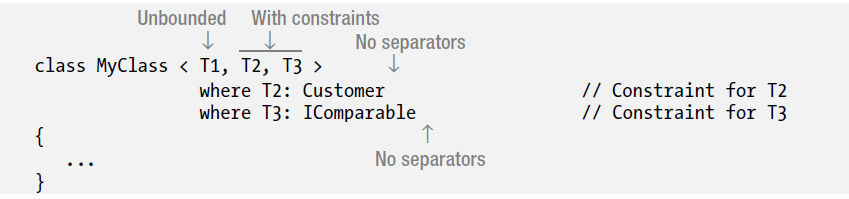 Unbounded With constraints
No separators
class MyClass < T1, T2, T3 >
where T2: Customer // Constraint for T2
where T3: IComparable // Constraint for T3
{
No separators
...
}